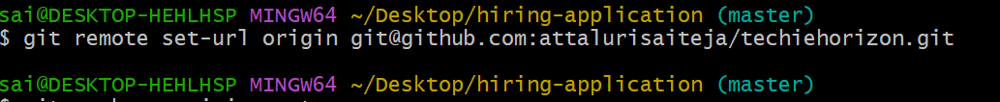 sai@DESKTOP-HEHLHSP MINGW64 ~/Desktop/hiring-application (master)
$ git remote set-url origin git@github.com:attalurisaiteja/techiehorizon.git
sai@DESKTOP-HEHLHSP MINGW64 ~/Desktop/hiring-application (master)